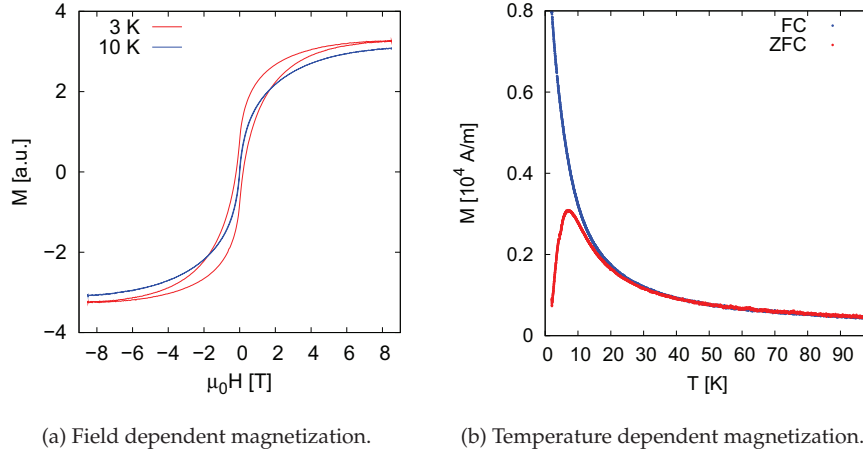 4
2
0
−2
−4
−8 −6 −4 −2 0 2 4 6 8
M [a.u.]
μ₀H [T]
3 K
10 K
(a) Field dependent magnetization.
0.8
0.6
0.4
0.2
0
0 10 20 30 40 50 60 70 80 90
M [10⁴ A/m]
T [K]
FC
ZFC
(b) Temperature dependent magnetization.